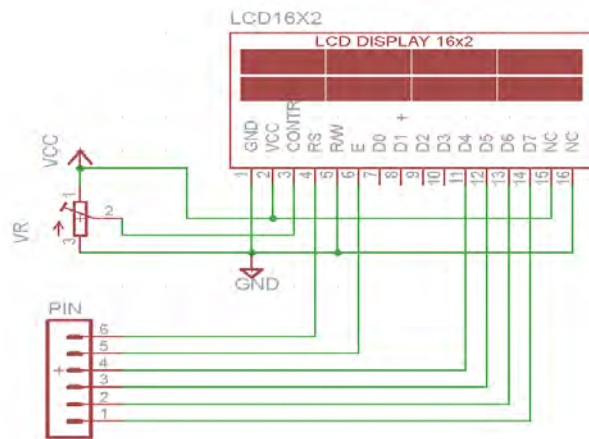 LCD16X2
LCD DISPLAY 16x2
GND
VCC
CONTR
RS
R/W
E
D0
D1
+
D2
D3
D4
D5
D6
D7
NC
NC
1
2
3
4
5
6
7
8
9
10
11
12
13
14
15
16
VCC
1
2
3
VR
GND
PIN
6
5
4
+
3
2
1